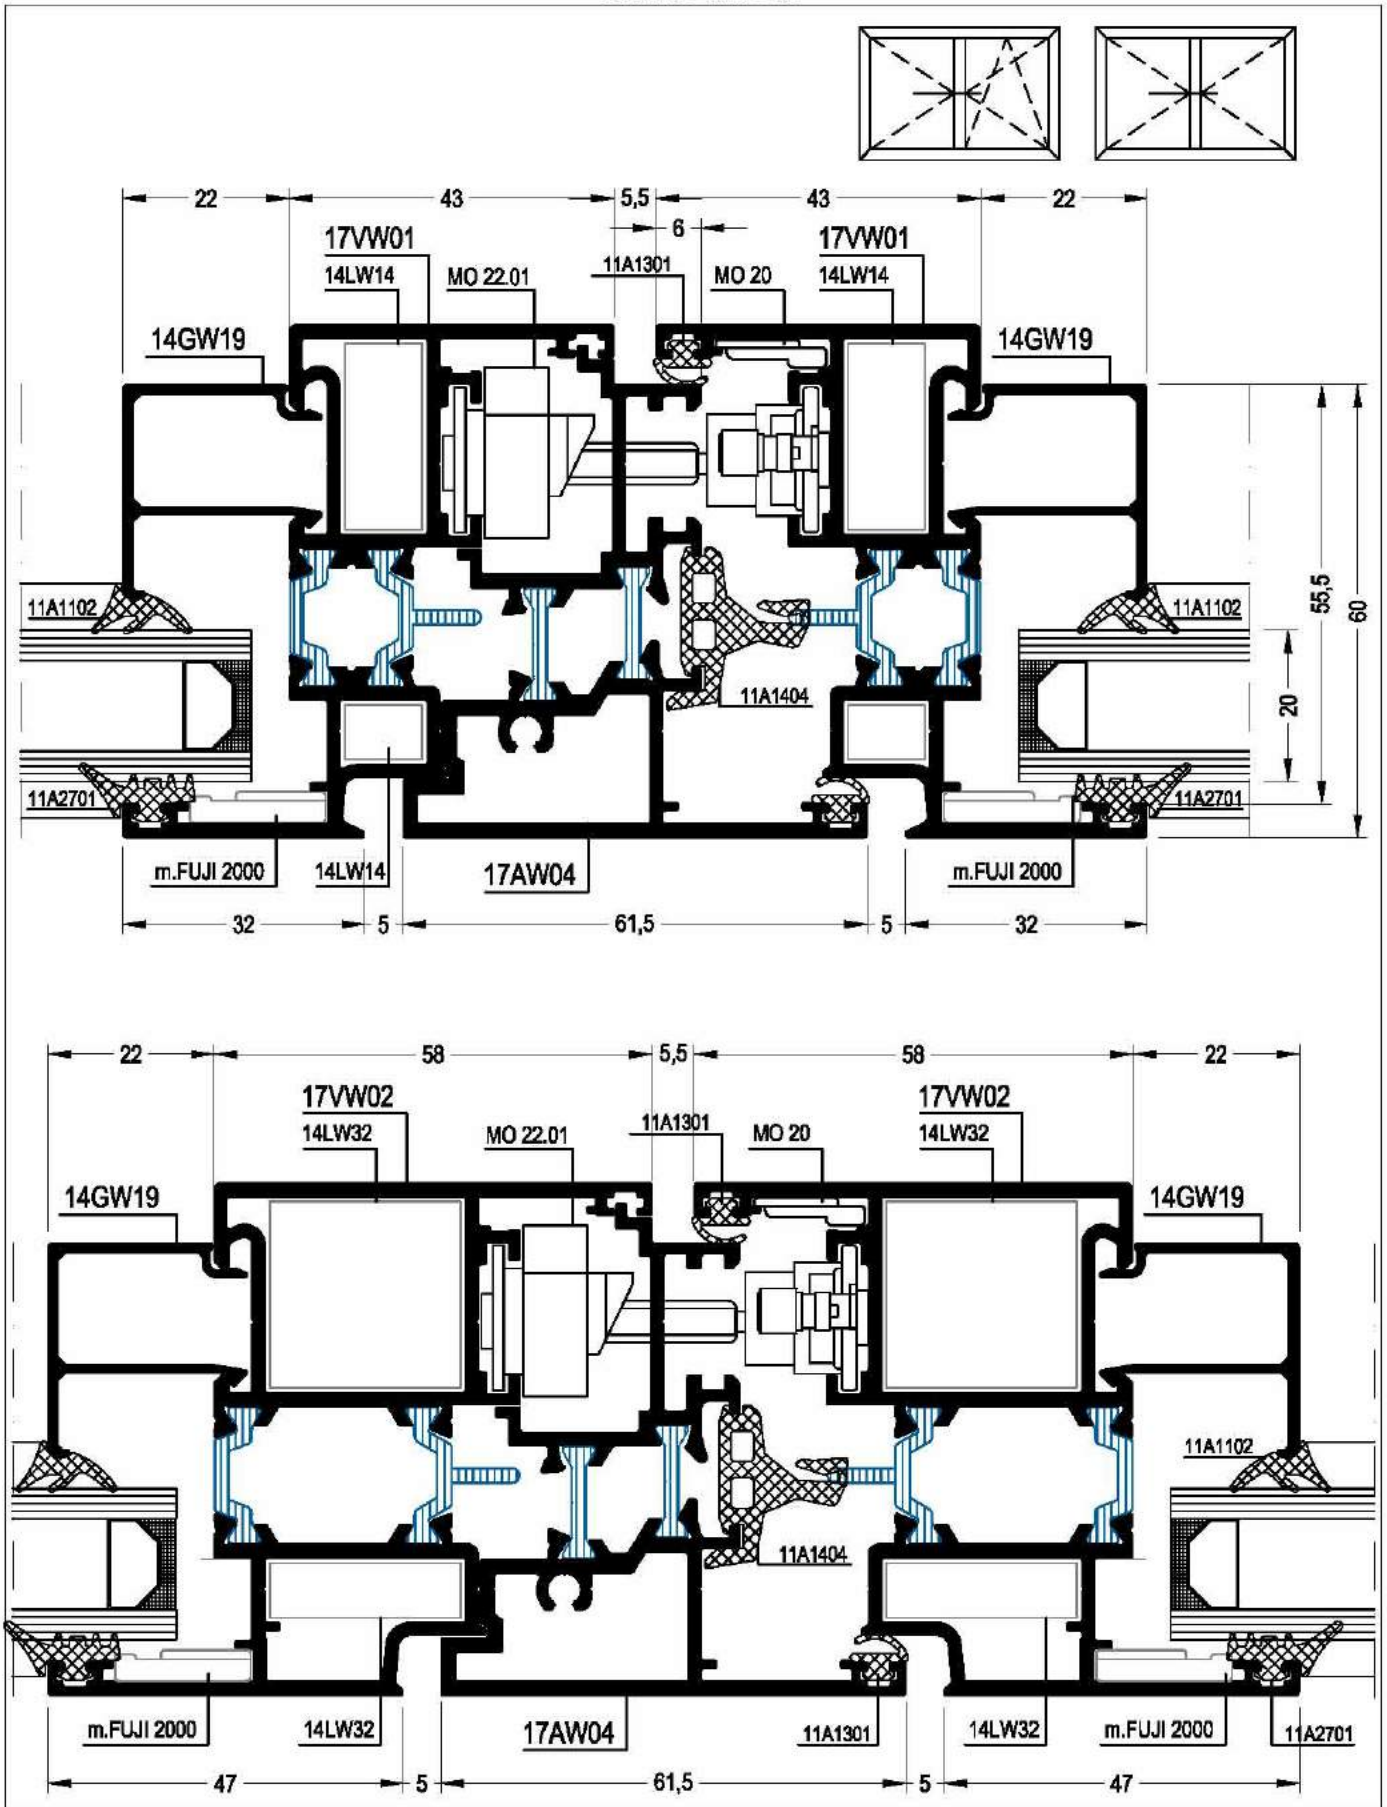 22 43 5,5 43 22
6
17VW01 17VW01
14LW14 MO 22.01 11A1301 MO 20 14LW14
14GW19 14GW19
11A1102 11A1102
55,5
60
20
11A1404
11A2701 11A2701
m.FUJI 2000 14LW14 17AW04 m.FUJI 2000
32 5 61,5 5 32
22 58 5,5 58 22
17VW02 17VW02
14LW32 MO 22.01 11A1301 MO 20 14LW32
14GW19 14GW19
11A1102
11A1404
m.FUJI 2000 14LW32 17AW04 11A1301 14LW32 m.FUJI 2000 11A2701
47 5 61,5 5 47